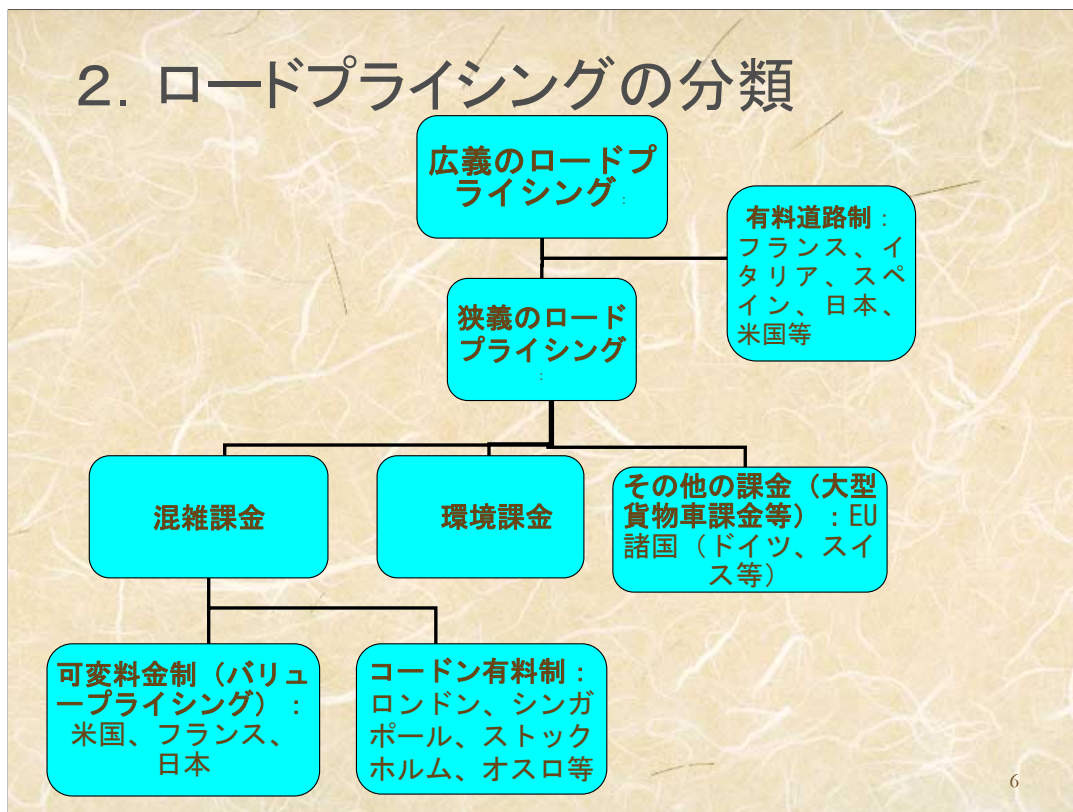 ２．ロードプライシングの分類
広義のロードプ
ライシング：
有料道路制：
フランス、イ
タリア、スペ
イン、日本、
米国等
狭義のロード
プライシング
：
混雑課金
環境課金
その他の課金（大型
貨物車課金等）：EU
諸国（ドイツ、スイ
ス等）
可変料金制（バリュ
ープライシング）：
米国、フランス、
日本
コードン有料制：
ロンドン、シンガ
ポール、ストック
ホルム、オスロ等
6